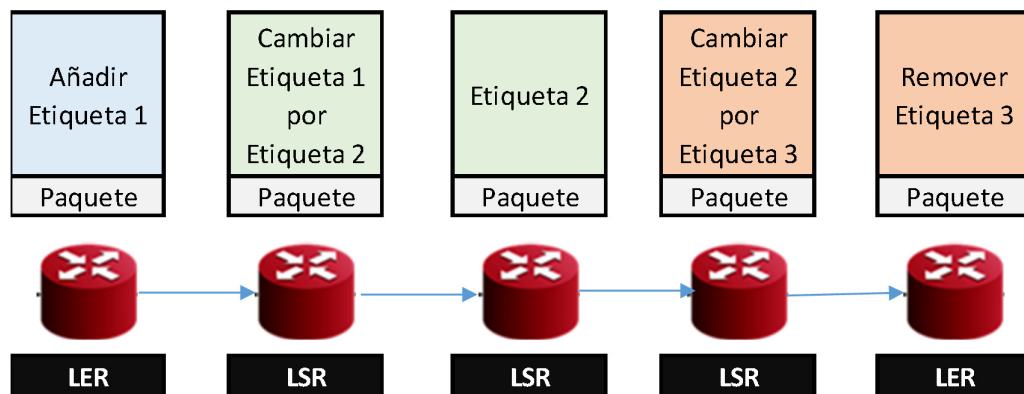 Añadir
Etiqueta 1
Paquete
LER
Cambiar
Etiqueta 1
por
Etiqueta 2
Paquete
LSR
Etiqueta 2
Paquete
LSR
Cambiar
Etiqueta 2
por
Etiqueta 3
Paquete
LSR
Remover
Etiqueta 3
Paquete
LER